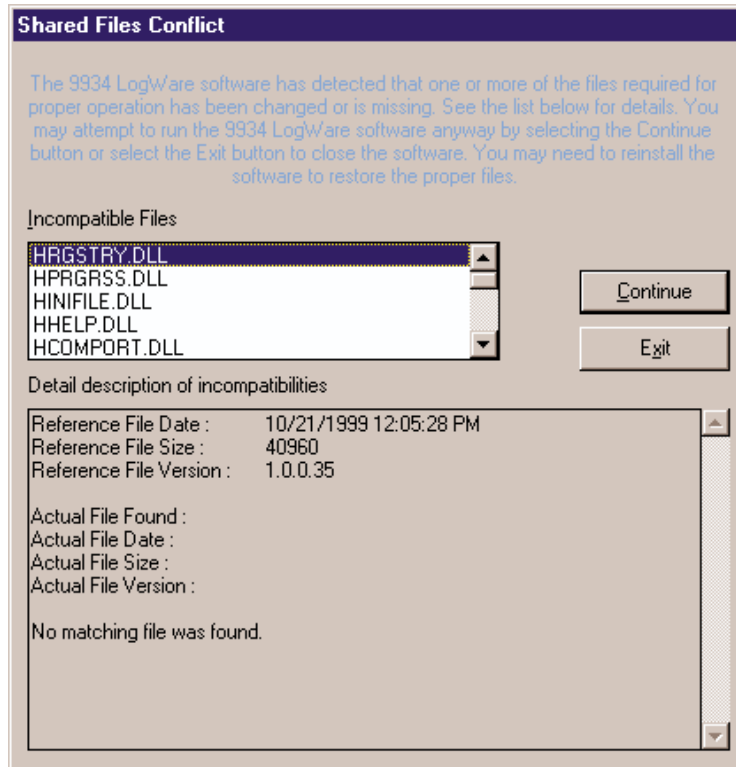 Shared Files Conflict
The 9934 LogWare software has detected that one or more of the files required for
proper operation has been changed or is missing. See the list below for details. You
may attempt to run the 9934 LogWare software anyway by selecting the Continue
button or select the Exit button to close the software. You may need to reinstall the
software to restore the proper files.
Incompatible Files
HRGSTRY.DLL
HPRGRSS.DLL
HINIFILE.DLL
HHELP.DLL
HCOMPORT.DLL
Continue
Exit
Detail description of incompatibilities
Reference File Date : 10/21/1999 12:05:28 PM
Reference File Size : 40960
Reference File Version : 1.0.0.35
Actual File Found :
Actual File Date :
Actual File Size :
Actual File Version :
No matching file was found.